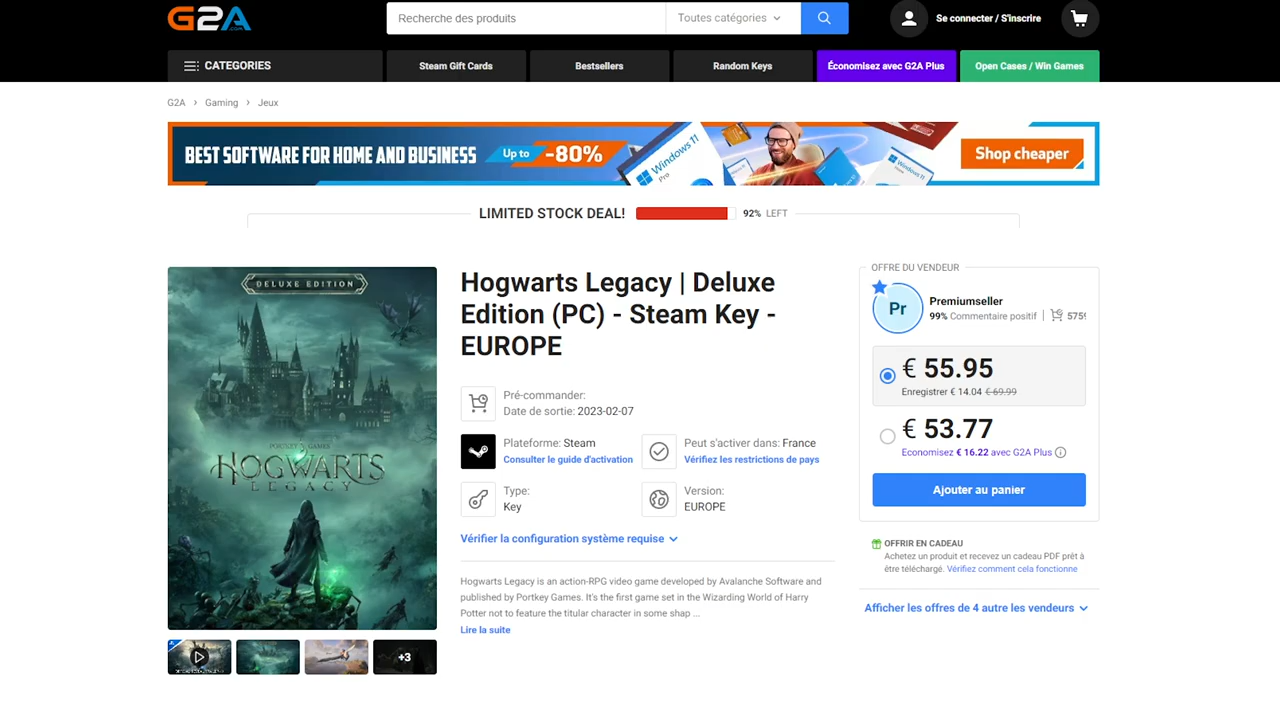 G2A
.com
Recherche des produits
Toutes catégories
Se connecter / S'inscrire
CATEGORIES
Steam Gift Cards
Bestsellers
Random Keys
Économisez avec G2A Plus
Open Cases / Win Games
G2A > Gaming > Jeux
BEST SOFTWARE FOR HOME AND BUSINESS
Up to -80%
Windows 11
Pro
Shop cheaper
LIMITED STOCK DEAL!
92% LEFT
DELUXE EDITION
PORTKEY GAMES
HOGWARTS
LEGACY
+3
Hogwarts Legacy | Deluxe
Edition (PC) - Steam Key -
EUROPE
Pré-commander:
Date de sortie: 2023-02-07
Plateforme: Steam
Consulter le guide d'activation
Peut s'activer dans: France
Vérifiez les restrictions de pays
Type:
Key
Version:
EUROPE
Vérifier la configuration système requise
Hogwarts Legacy is an action-RPG video game developed by Avalanche Software and
published by Portkey Games. It's the first game set in the Wizarding World of Harry
Potter not to feature the titular character in some shap ...
Lire la suite
OFFRE DU VENDEUR
Pr
Premiumseller
99% Commentaire positif
€ 55.95
Enregistrer € 14.04 €-69.99
€ 53.77
Economisez € 16.22 avec G2A Plus
Ajouter au panier
OFFRIR EN CADEAU
Achetez un produit et recevez un cadeau PDF prêt à
être téléchargé. Vérifiez comment cela fonctionne
Afficher les offres de 4 autre les vendeurs